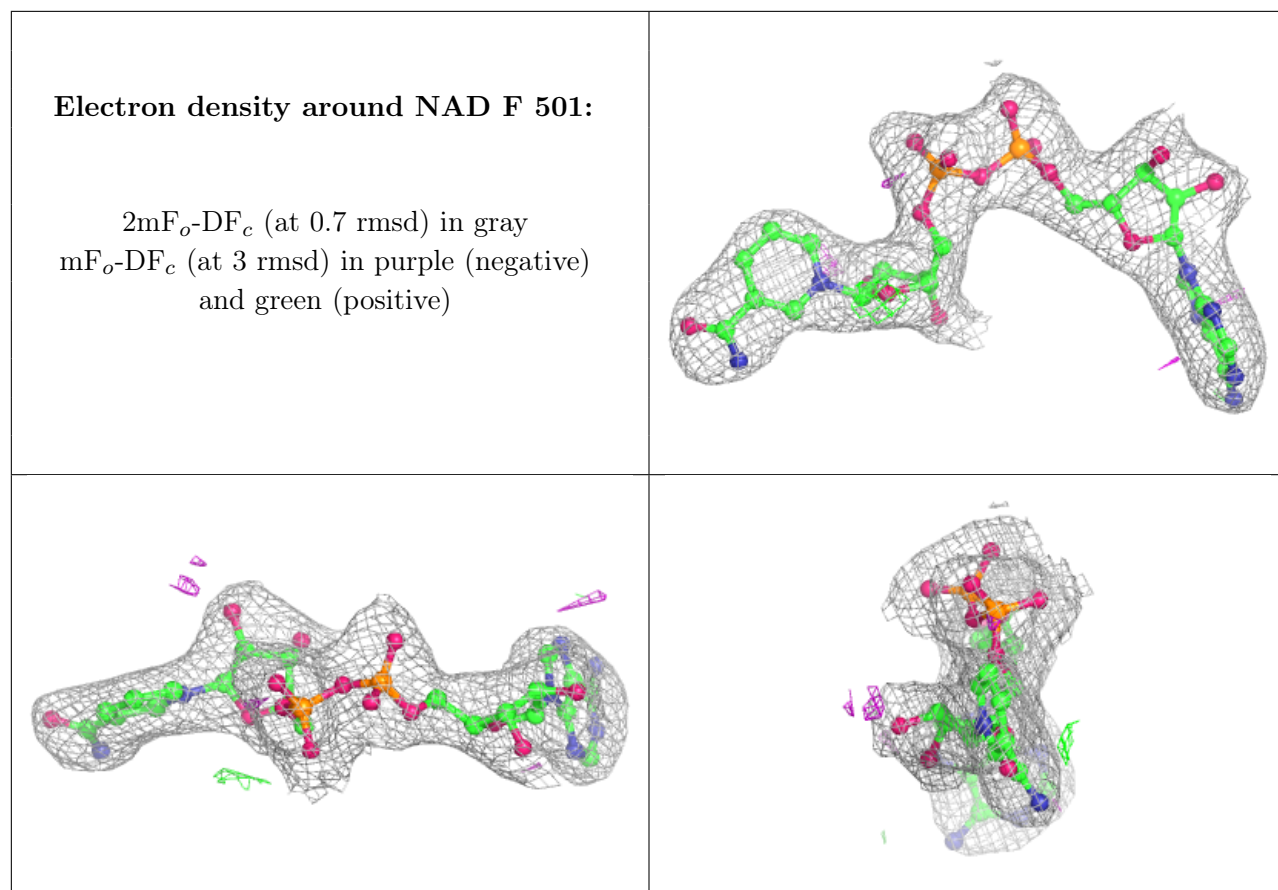 Electron density around NAD F 501:
2mFo-DFc (at 0.7 rmsd) in gray
mFo-DFc (at 3 rmsd) in purple (negative)
and green (positive)